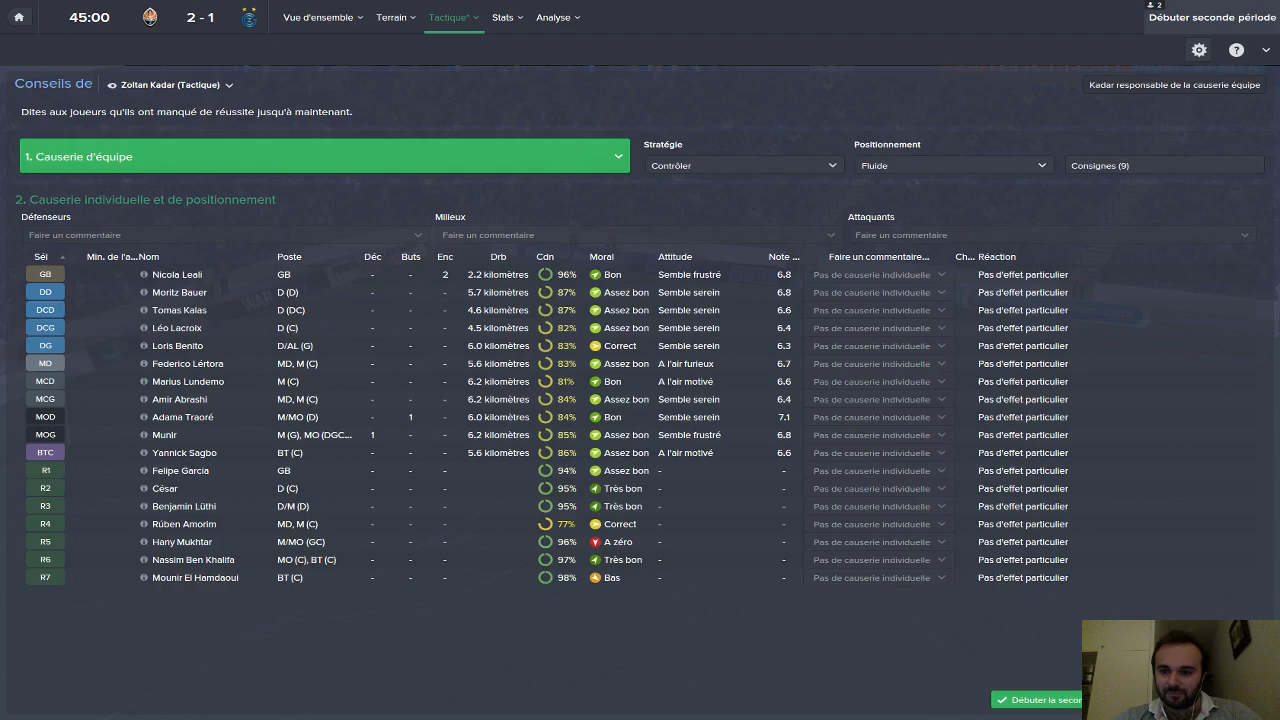 45:00 2 - 1 Vue d'ensemble Terrain Tactique* Stats Analyse 2 Débuter seconde période
Conseils de Zoltan Kadar (Tactique) Kadar responsable de la causerie équipe
Dites aux joueurs qu'ils ont manqué de réussite jusqu'à maintenant.
Stratégie Positionnement
1. Causerie d'équipe Contrôler Fluide Consignes (9)
2. Causerie individuelle et de positionnement
Défenseurs Milieux Attaquants
Faire un commentaire Faire un commentaire Faire un commentaire
Sél Min. de l'a... Nom Poste Déc Buts Enc Drb Cdn Moral Attitude Note ... Faire un commentaire... Ch... Réaction
GB Nicola Leali GB - - 2 2.2 kilomètres 96% Bon Semble frustré 6.8 Pas de causerie individuelle Pas d'effet particulier
DD Moritz Bauer D (D) - - - 5.7 kilomètres 87% Assez bon Semble serein 6.8 Pas de causerie individuelle Pas d'effet particulier
DCD Tomas Kalas D (DC) - - - 4.6 kilomètres 87% Assez bon Semble serein 6.6 Pas de causerie individuelle Pas d'effet particulier
DCG Léo Lacroix D (C) - - - 4.5 kilomètres 82% Assez bon Semble serein 6.4 Pas de causerie individuelle Pas d'effet particulier
DG Loris Benito D/AL (G) - - - 6.0 kilomètres 83% Correct Semble serein 6.3 Pas de causerie individuelle Pas d'effet particulier
MD Federico Lértora MD, M (C) - - - 5.6 kilomètres 83% Assez bon A l'air furieux 6.7 Pas de causerie individuelle Pas d'effet particulier
MCD Marius Lundemo M (C) - - - 6.2 kilomètres 81% Bon A l'air motivé 6.6 Pas de causerie individuelle Pas d'effet particulier
MCG Amir Abrashi MD, M (C) - - - 6.2 kilomètres 84% Assez bon Semble serein 6.4 Pas de causerie individuelle Pas d'effet particulier
MOD Adama Traoré M/MO (D) - 1 - 6.0 kilomètres 84% Bon Semble serein 7.1 Pas de causerie individuelle Pas d'effet particulier
MOG Munir M (G), MO (DGC... 1 - - 6.2 kilomètres 85% Assez bon Semble frustré 6.8 Pas de causerie individuelle Pas d'effet particulier
BTC Yannick Sagbo BT (C) - - - 5.6 kilomètres 86% Assez bon A l'air motivé 6.6 Pas de causerie individuelle Pas d'effet particulier
R1 Felipe Garcia GB - - - 94% Assez bon - - Pas de causerie individuelle Pas d'effet particulier
R2 César D (C) - - - 95% Très bon - - Pas de causerie individuelle Pas d'effet particulier
R3 Benjamin Lüthi D/M (D) - - - 95% Très bon - - Pas de causerie individuelle Pas d'effet particulier
R4 Rúben Amorim MD, M (C) - - - 77% Correct - - Pas de causerie individuelle Pas d'effet particulier
R5 Hany Mukhtar M/MO (GC) - - - 96% A zéro - - Pas de causerie individuelle Pas d'effet particulier
R6 Nassim Ben Khalifa MO (C), BT (C) - - - 97% Très bon - - Pas de causerie individuelle Pas d'effet particulier
R7 Mounir El Hamdaoui BT (C) - - - 98% Bas - - Pas de causerie individuelle Pas d'effet particulier
Débuter la secon